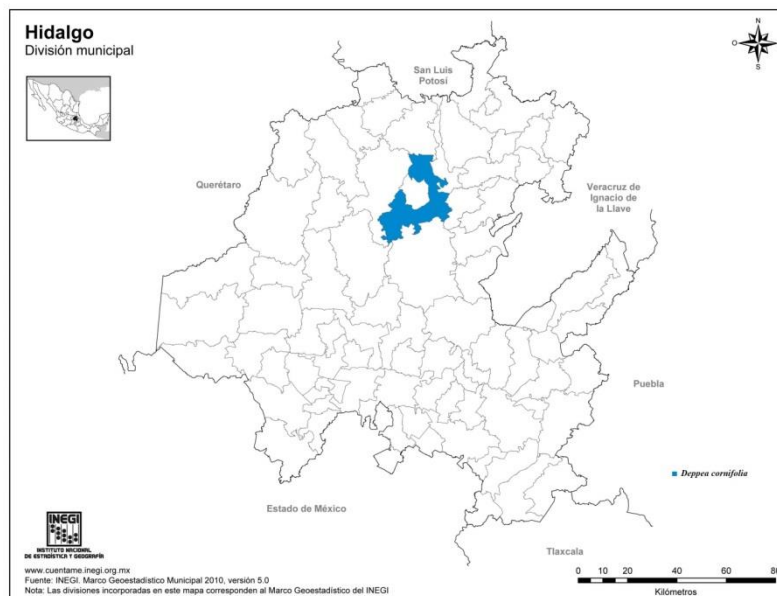 Hidalgo
División municipal
N
O
E
S
San Luis
Potosí
Querétaro
Veracruz de
Ignacio de
la Llave
Puebla
Deppea cornifolia
Estado de México
Tlaxcala
INEGI
INSTITUTO NACIONAL
DE ESTADÍSTICA Y GEOGRAFÍA
www.cuentame.inegi.org.mx
Fuente: INEGI. Marco Geoestadístico Municipal 2010, versión 5.0
Nota: Las divisiones incorporadas en este mapa corresponden al Marco Geoestadístico del INEGI
0 10 20 40 60 80
Kilómetros